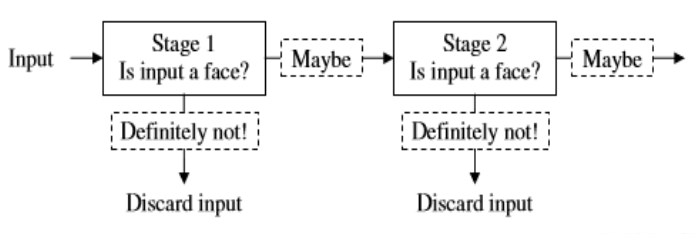 Input
Stage 1
Is input a face?
Maybe
Stage 2
Is input a face?
Maybe
Definitely not!
Definitely not!
Discard input
Discard input